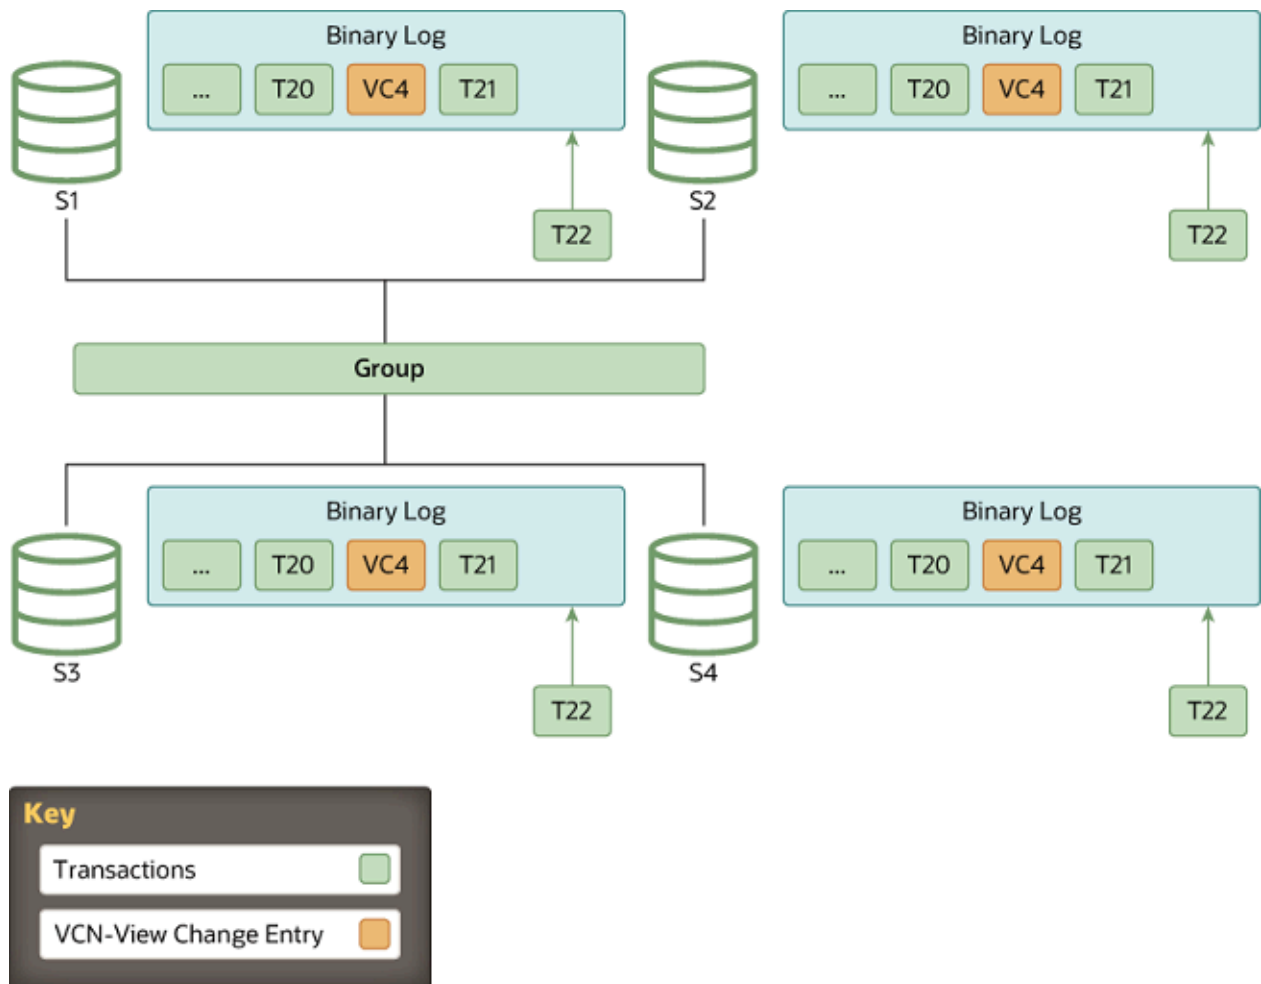 Binary Log
... T20 VC4 T21
S1
T22
Binary Log
... T20 VC4 T21
S2
T22
Group
Binary Log
... T20 VC4 T21
S3
T22
Binary Log
... T20 VC4 T21
S4
T22
Key
Transactions
VCN-View Change Entry